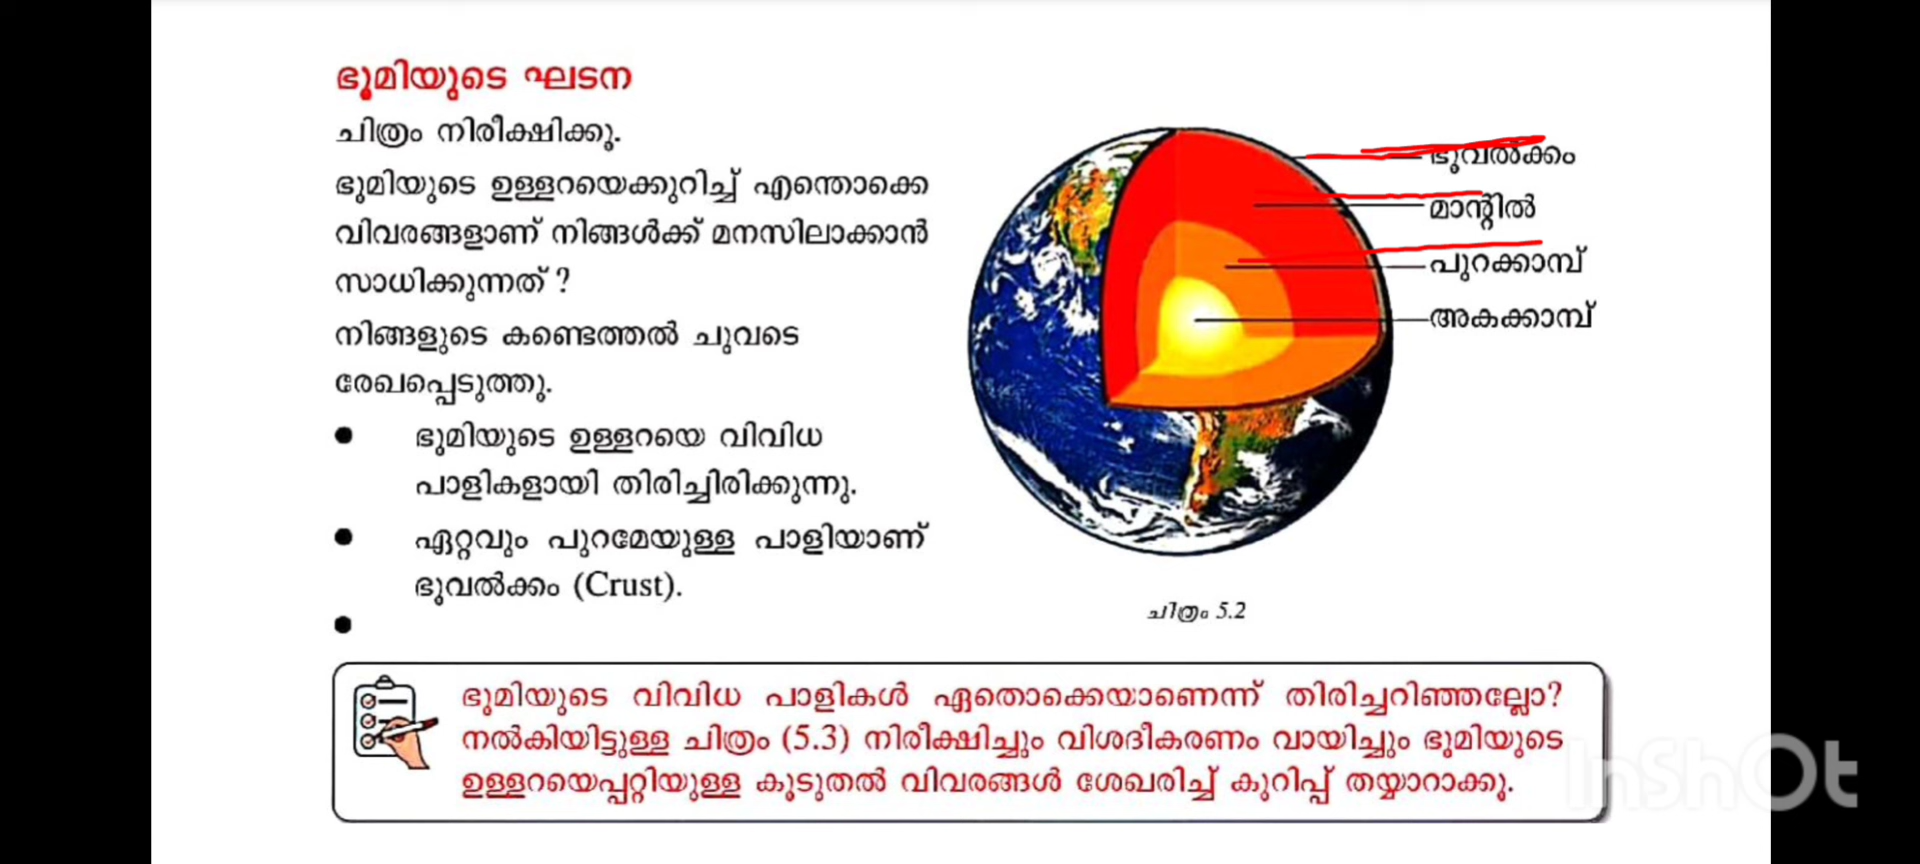 ഭൂമിയുടെ ഘടന
ചിത്രം നിരീക്ഷിക്കൂ.
ഭൂമിയുടെ ഉള്ളറയെക്കുറിച്ച് എന്തൊക്കെ
വിവരങ്ങളാണ് നിങ്ങൾക്ക് മനസിലാക്കാൻ
സാധിക്കുന്നത് ?
നിങ്ങളുടെ കണ്ടെത്തൽ ചുവടെ
രേഖപ്പെടുത്തൂ.
● ഭൂമിയുടെ ഉള്ളറയെ വിവിധ
പാളികളായി തിരിച്ചിരിക്കുന്നു.
● ഏറ്റവും പുറമേയുള്ള പാളിയാണ്
ഭൂവൽക്കം (Crust).
●
ഭൂവൽക്കം
മാന്റിൽ
പുറക്കാമ്പ്
അകക്കാമ്പ്
ചിത്രം 5.2
ഭൂമിയുടെ വിവിധ പാളികൾ ഏതൊക്കെയാണെന്ന് തിരിച്ചറിഞ്ഞല്ലോ?
നൽകിയിട്ടുള്ള ചിത്രം (5.3) നിരീക്ഷിച്ചും വിശദീകരണം വായിച്ചും ഭൂമിയുടെ
ഉള്ളറയെപ്പറ്റിയുള്ള കൂടുതൽ വിവരങ്ങൾ ശേഖരിച്ച് കുറിപ്പ് തയ്യാറാക്കൂ.
InShOt